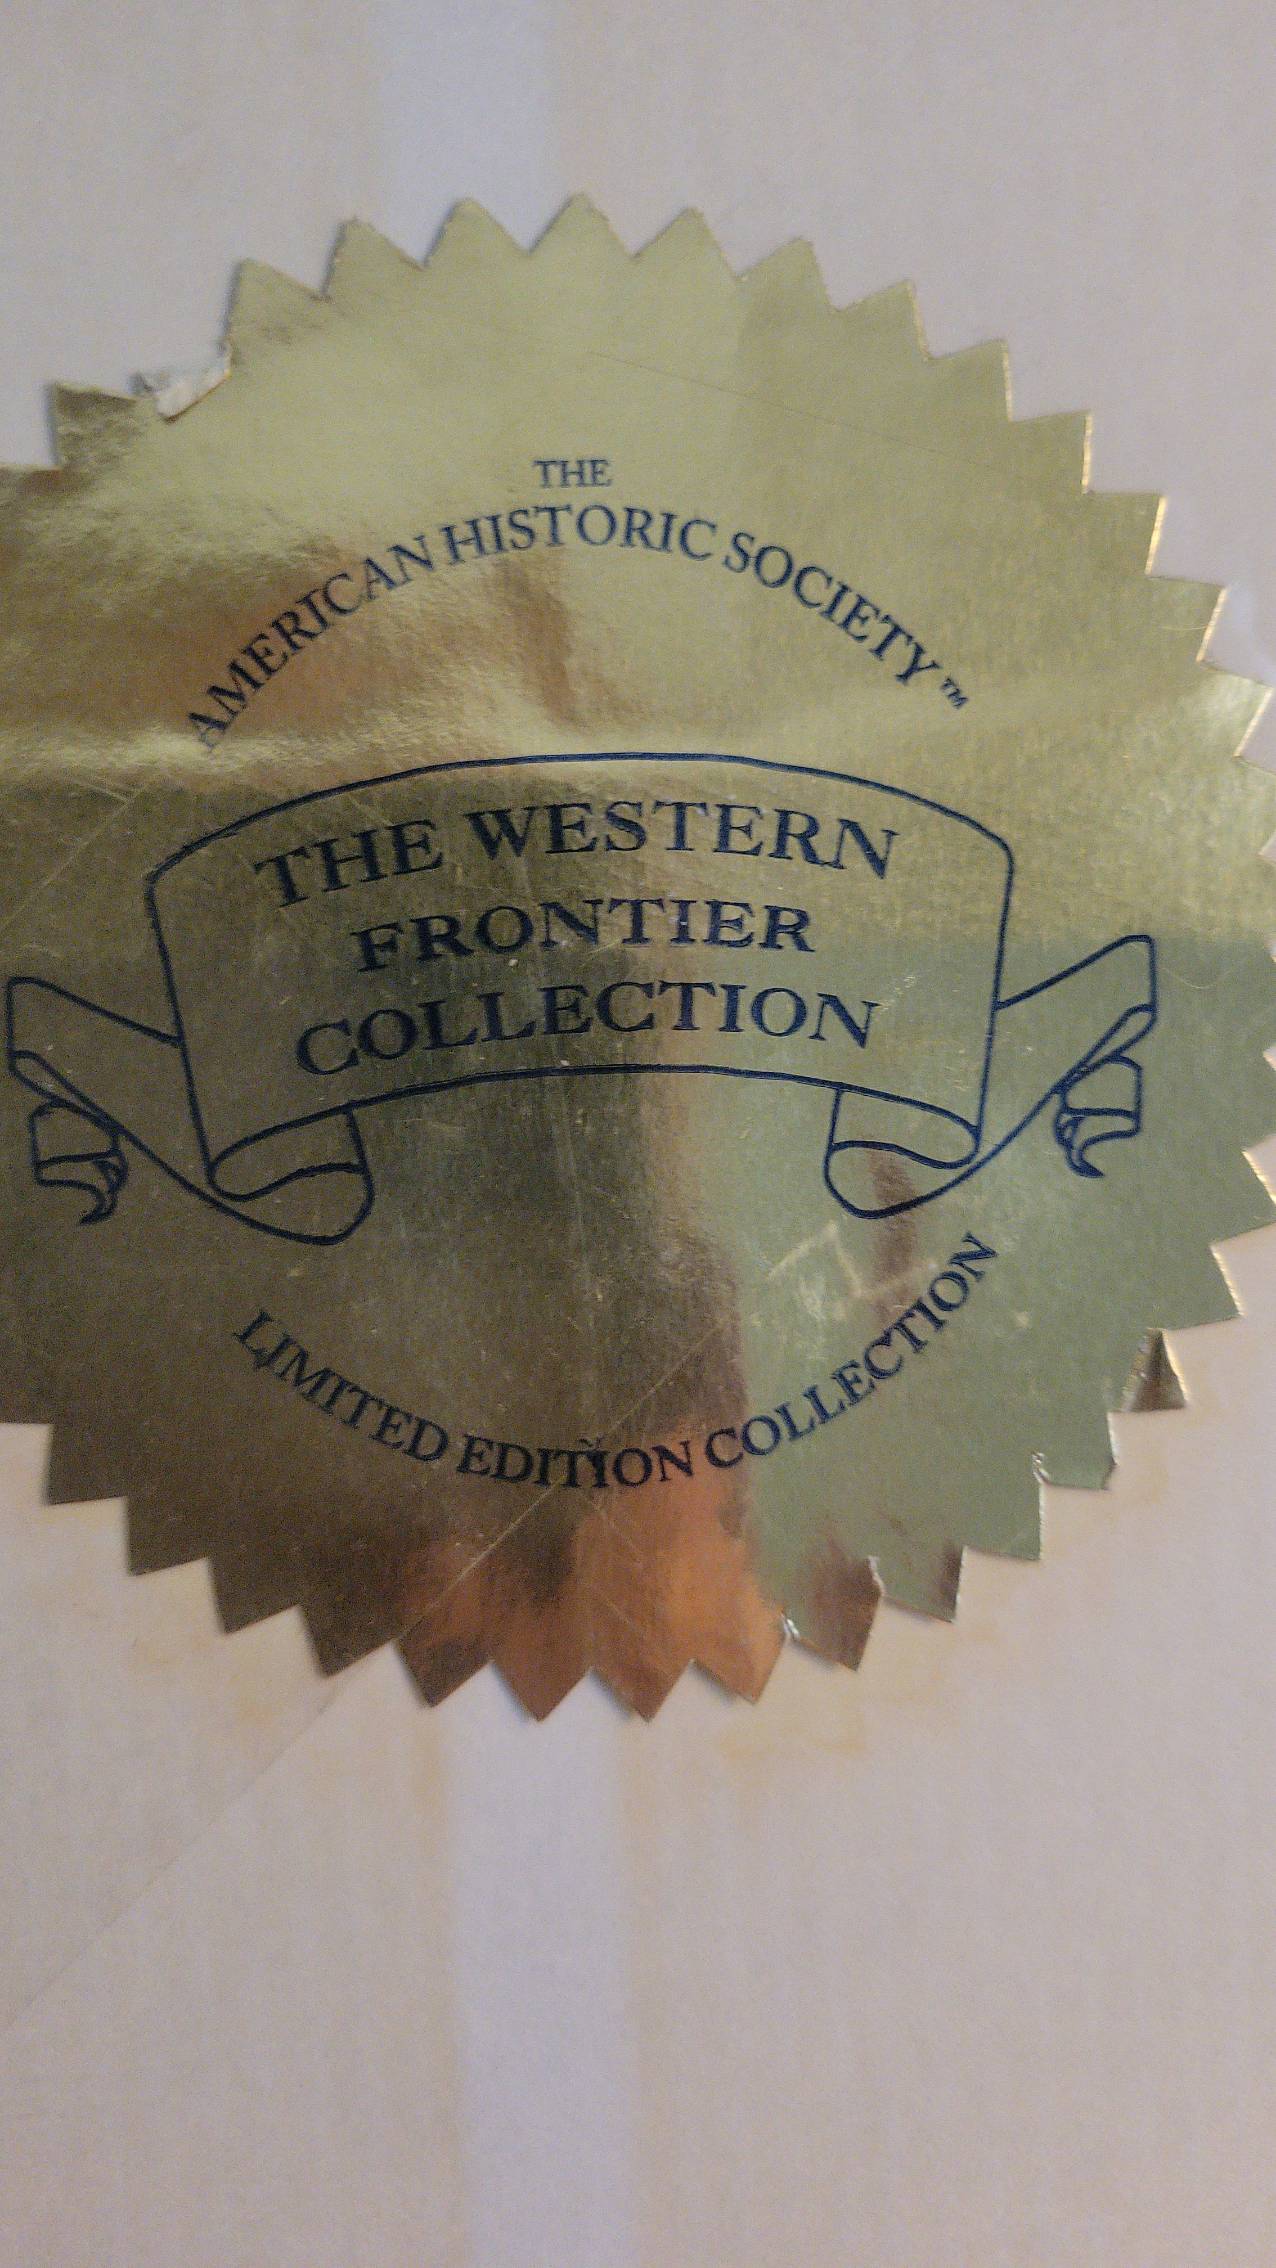 THE
AMERICAN HISTORIC SOCIETY™
THE WESTERN
FRONTIER
COLLECTION
LIMITED EDITION COLLECTION